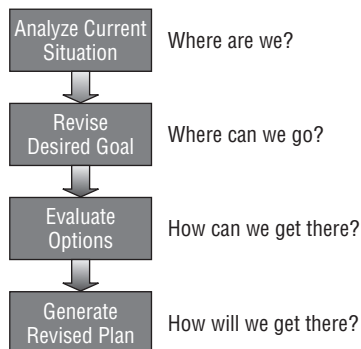 Analyze Current
Situation
Where are we?
Revise
Desired Goal
Where can we go?
Evaluate
Options
How can we get there?
Generate
Revised Plan
How will we get there?